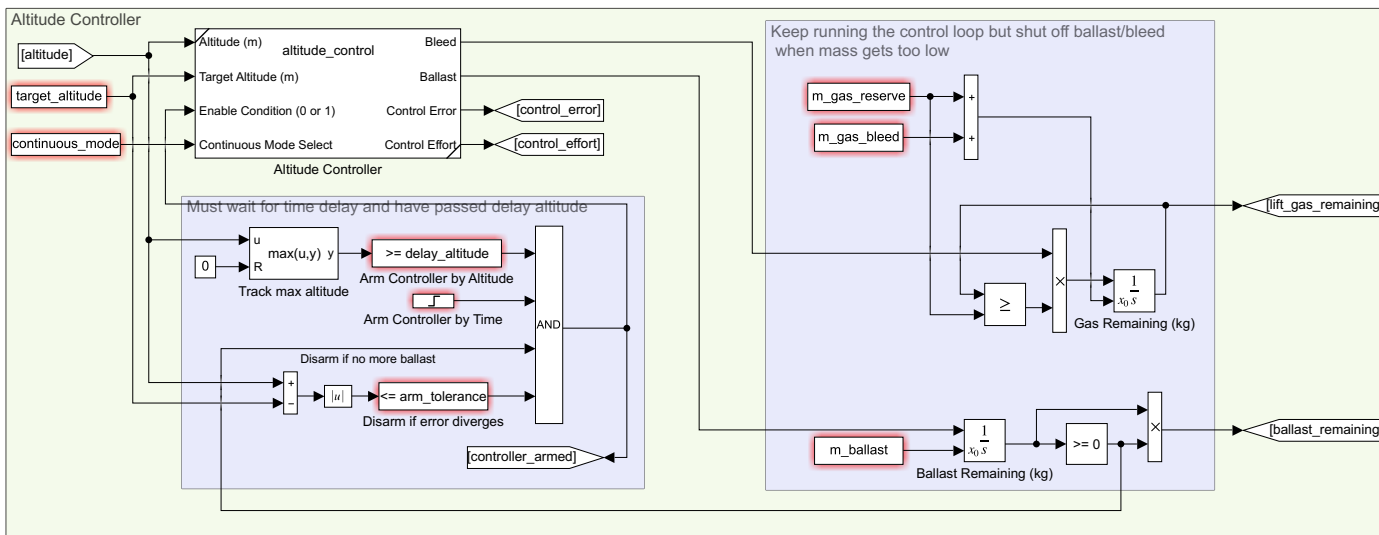 Altitude Controller
[altitude]
target_altitude
continuous_mode
Altitude (m)
altitude_control
Bleed
Target Altitude (m)
Ballast
Enable Condition (0 or 1)
Control Error
Continuous Mode Select
Control Effort
Altitude Controller
[control_error]
[control_effort]
Must wait for time delay and have passed delay altitude
u
max(u,y)
y
R
0
Track max altitude
>= delay_altitude
Arm Controller by Altitude
Arm Controller by Time
AND
Disarm if no more ballast
+
−
|u|
<= arm_tolerance
Disarm if error diverges
[controller_armed]
Keep running the control loop but shut off ballast/bleed
when mass gets too low
m_gas_reserve
+
m_gas_bleed
+
[lift_gas_remaining
≥
×
1
x₀ s
Gas Remaining (kg)
m_ballast
1
x₀ s
Ballast Remaining (kg)
>= 0
×
[ballast_remaining